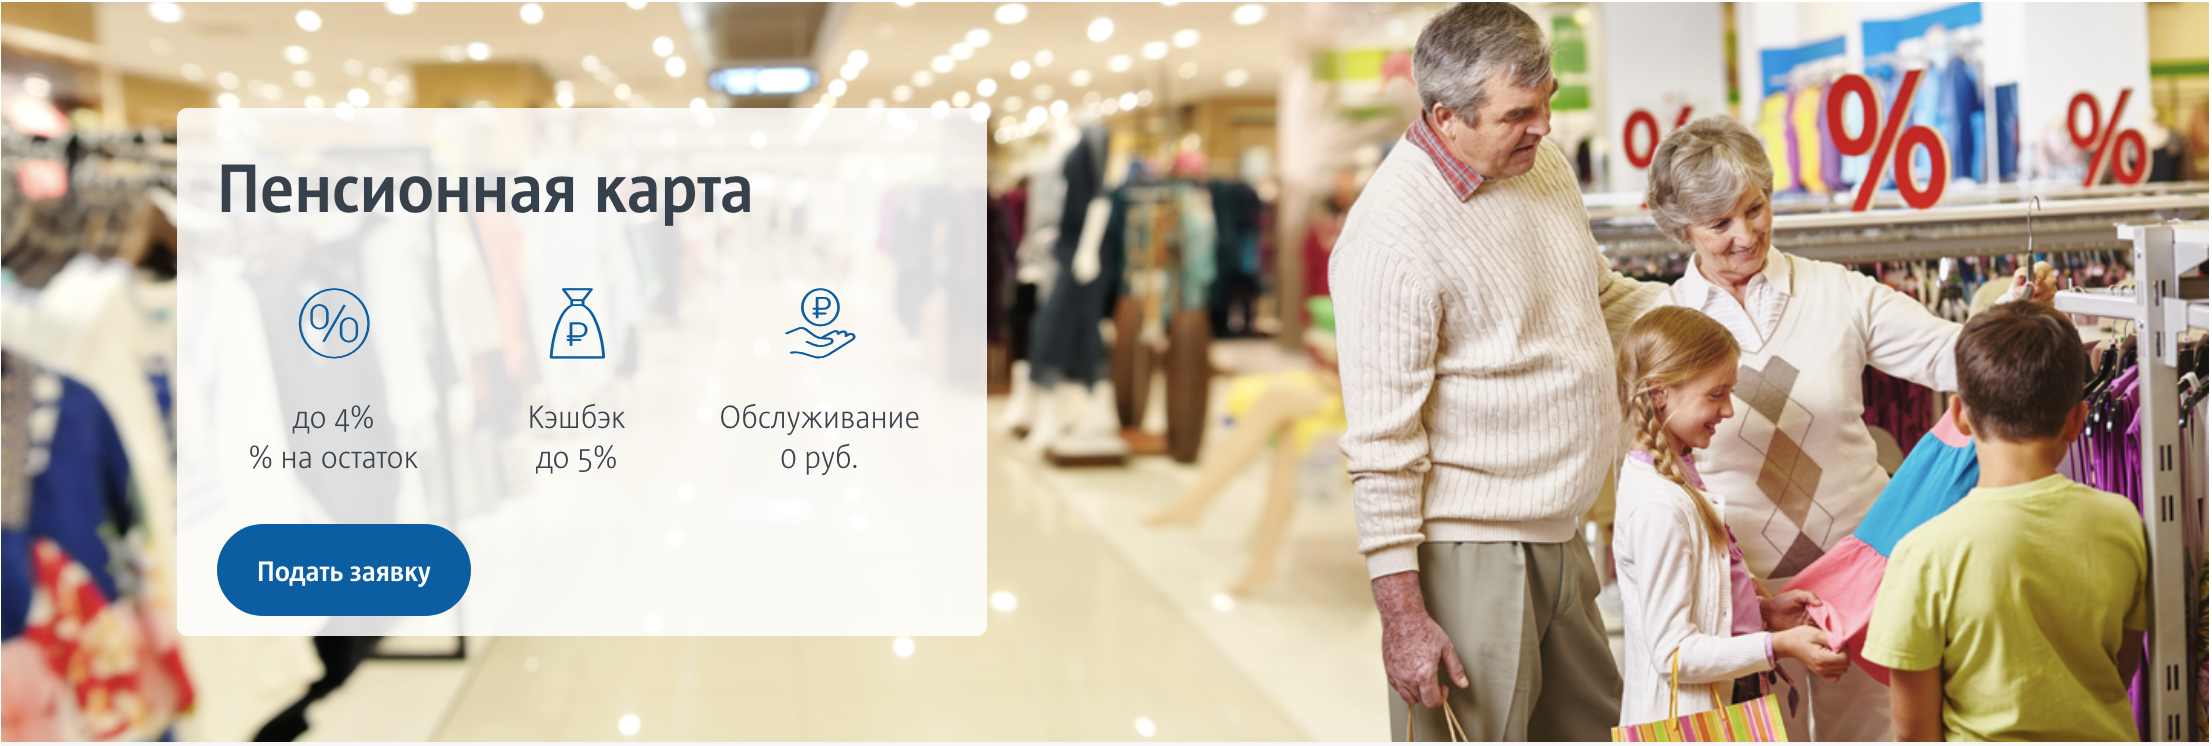 Пенсионная карта
%
до 4%
% на остаток
₽
Кэшбэк
до 5%
₽
Обслуживание
0 руб.
Подать заявку
%
%
%